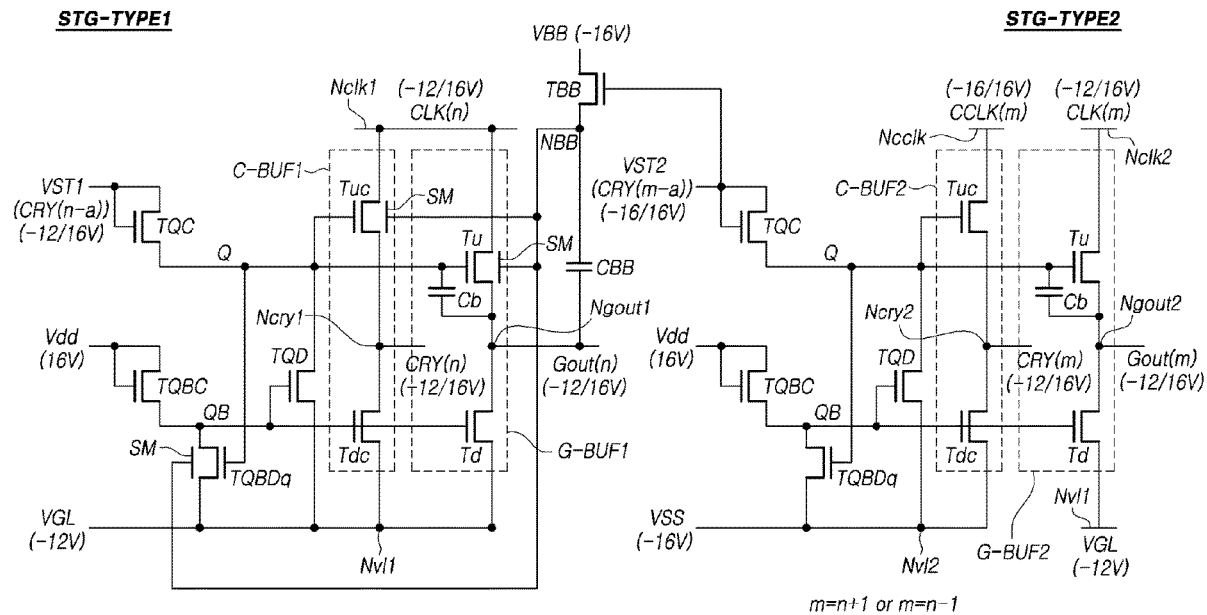 STG-TYPE1
STG-TYPE2
VBB (-16V)
TBB
Nclk1
(-12/16V)
CLK(n)
NBB
(-16/16V)
CCLK(m)
(-12/16V)
CLK(m)
Ncclk
Nclk2
C-BUF1
Tuc
SM
VST1
(CRY(n-a))
(-12/16V)
TQC
Q
Tu
SM
Cb
CBB
VST2
(CRY(m-a))
(-16/16V)
TQC
C-BUF2
Tuc
Q
Tu
Cb
Ncry1
Ngout1
Ncry2
Ngout2
Vdd
(16V)
TQBC
TQD
CRY(n)
(-12/16V)
Gout(n)
(-12/16V)
Vdd
(16V)
TQBC
TQD
CRY(m)
(-12/16V)
Gout(m)
(-12/16V)
QB
QB
SM
TQBDq
Tdc
Td
G-BUF1
TQBDq
Tdc
Td
VGL
(-12V)
Nvl1
VSS
(-16V)
Nvl2
G-BUF2
Nvl1
VGL
(-12V)
m=n+1 or m=n-1